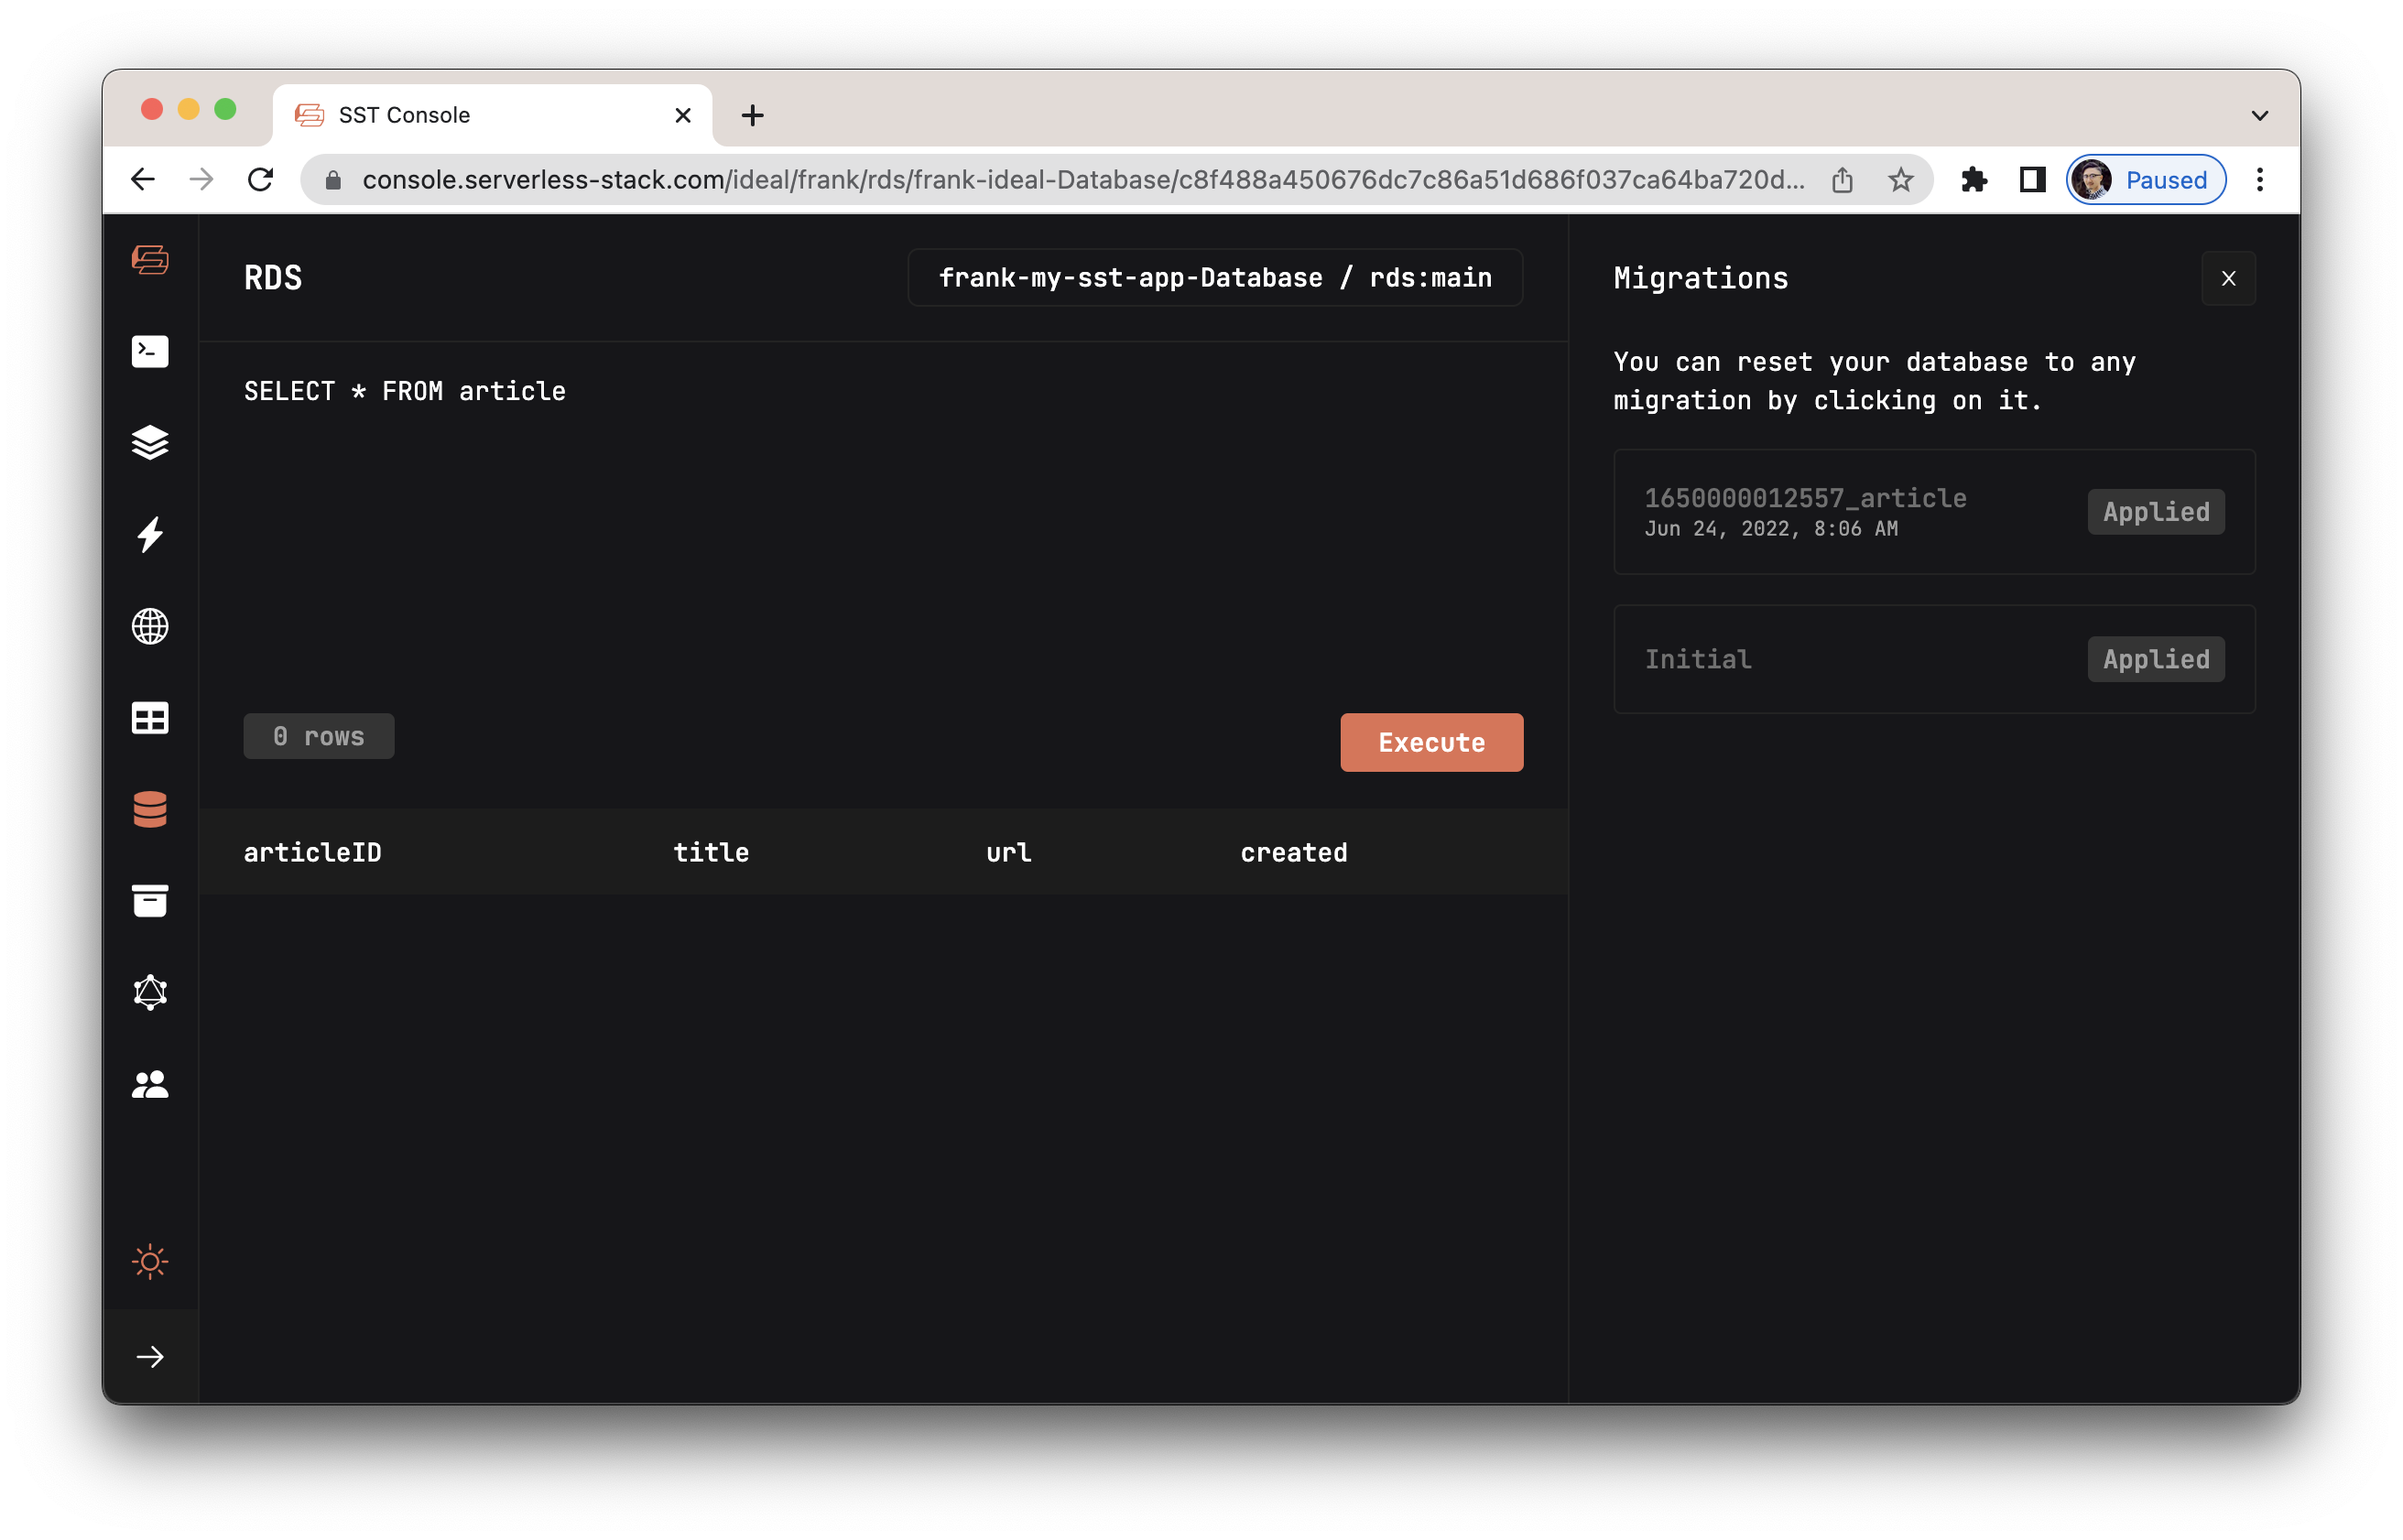 SST Console
console.serverless-stack.com/ideal/frank/rds/frank-ideal-Database/c8f488a450676dc7c86a51d686f037ca64ba720d...
Paused
RDS
frank-my-sst-app-Database / rds:main
SELECT * FROM article
0 rows
Execute
articleID title url created
Migrations
X
You can reset your database to any
migration by clicking on it.
1650000012557_article
Jun 24, 2022, 8:06 AM
Applied
Initial
Applied